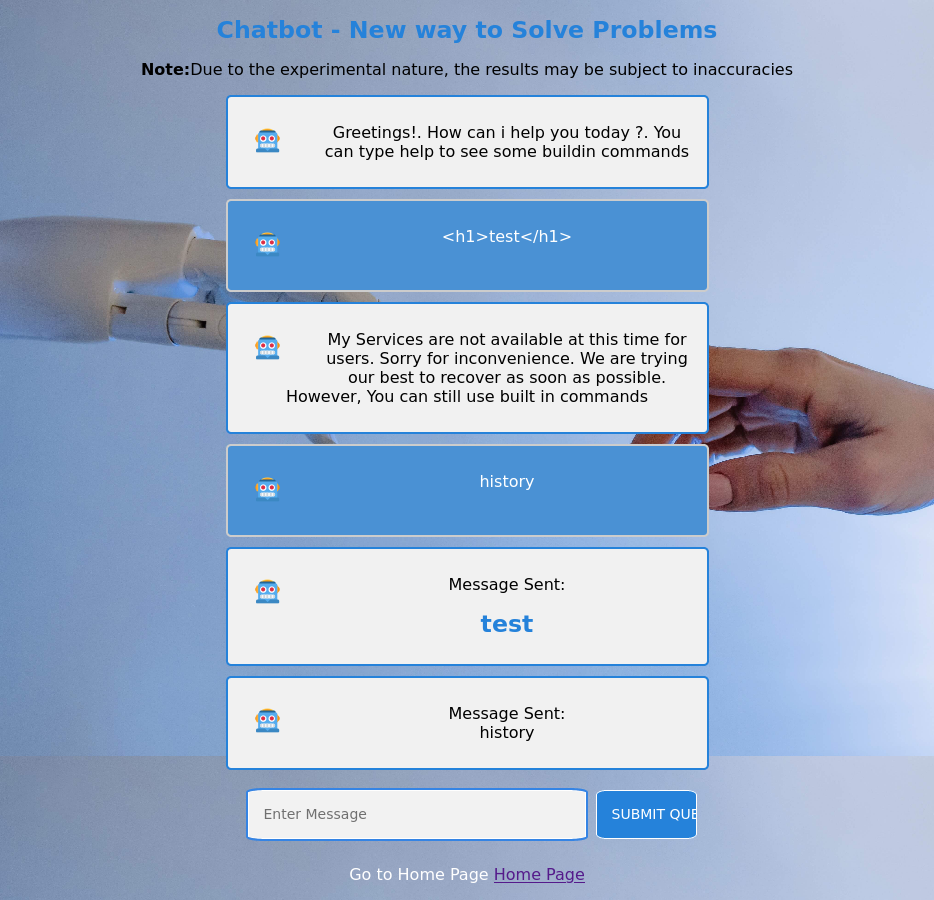 Chatbot - New way to Solve Problems
Note:Due to the experimental nature, the results may be subject to inaccuracies
Greetings!. How can i help you today ?. You
can type help to see some buildin commands
<h1>test</h1>
My Services are not available at this time for
users. Sorry for inconvenience. We are trying
our best to recover as soon as possible.
However, You can still use built in commands
history
Message Sent:
test
Message Sent:
history
Enter Message
SUBMIT QUE
Go to Home Page Home Page